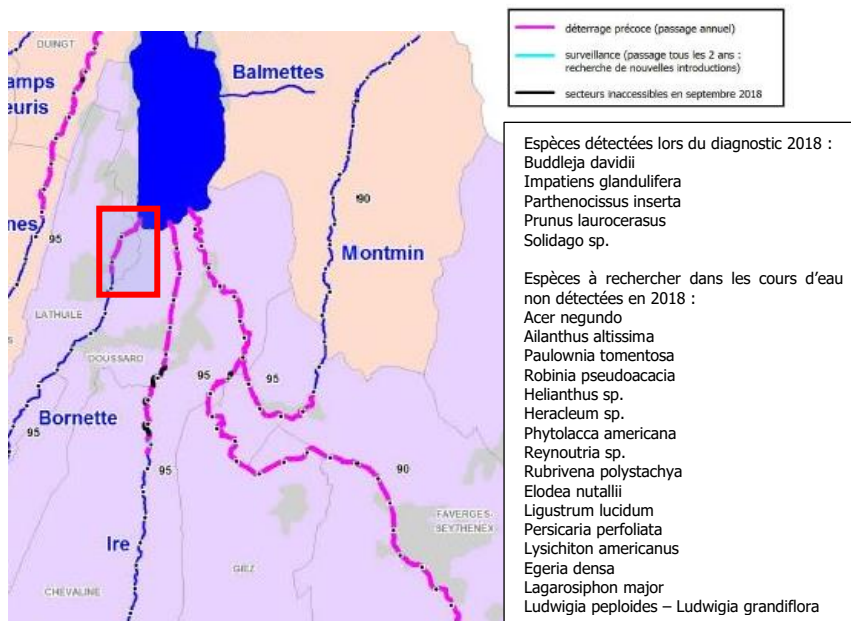 DUINGT
amps
euris
Balmettes
nes
95
90
Montmin
LATHUILE
DOUSSARD
95
95
Bornette
95
95
90
Ire
FAVERGES-
SEYTHENEX
GIEZ
CHEVALINE
déterrage précoce (passage annuel)
surveillance (passage tous les 2 ans :
recherche de nouvelles introductions)
secteurs inaccessibles en septembre 2018
Espèces détectées lors du diagnostic 2018 :
Buddleja davidii
Impatiens glandulifera
Parthenocissus inserta
Prunus laurocerasus
Solidago sp.
Espèces à rechercher dans les cours d'eau
non détectées en 2018 :
Acer negundo
Ailanthus altissima
Paulownia tomentosa
Robinia pseudoacacia
Helianthus sp.
Heracleum sp.
Phytolacca americana
Reynoutria sp.
Rubrivena polystachya
Elodea nutallii
Ligustrum lucidum
Persicaria perfoliata
Lysichiton americanus
Egeria densa
Lagarosiphon major
Ludwigia peploides – Ludwigia grandiflora